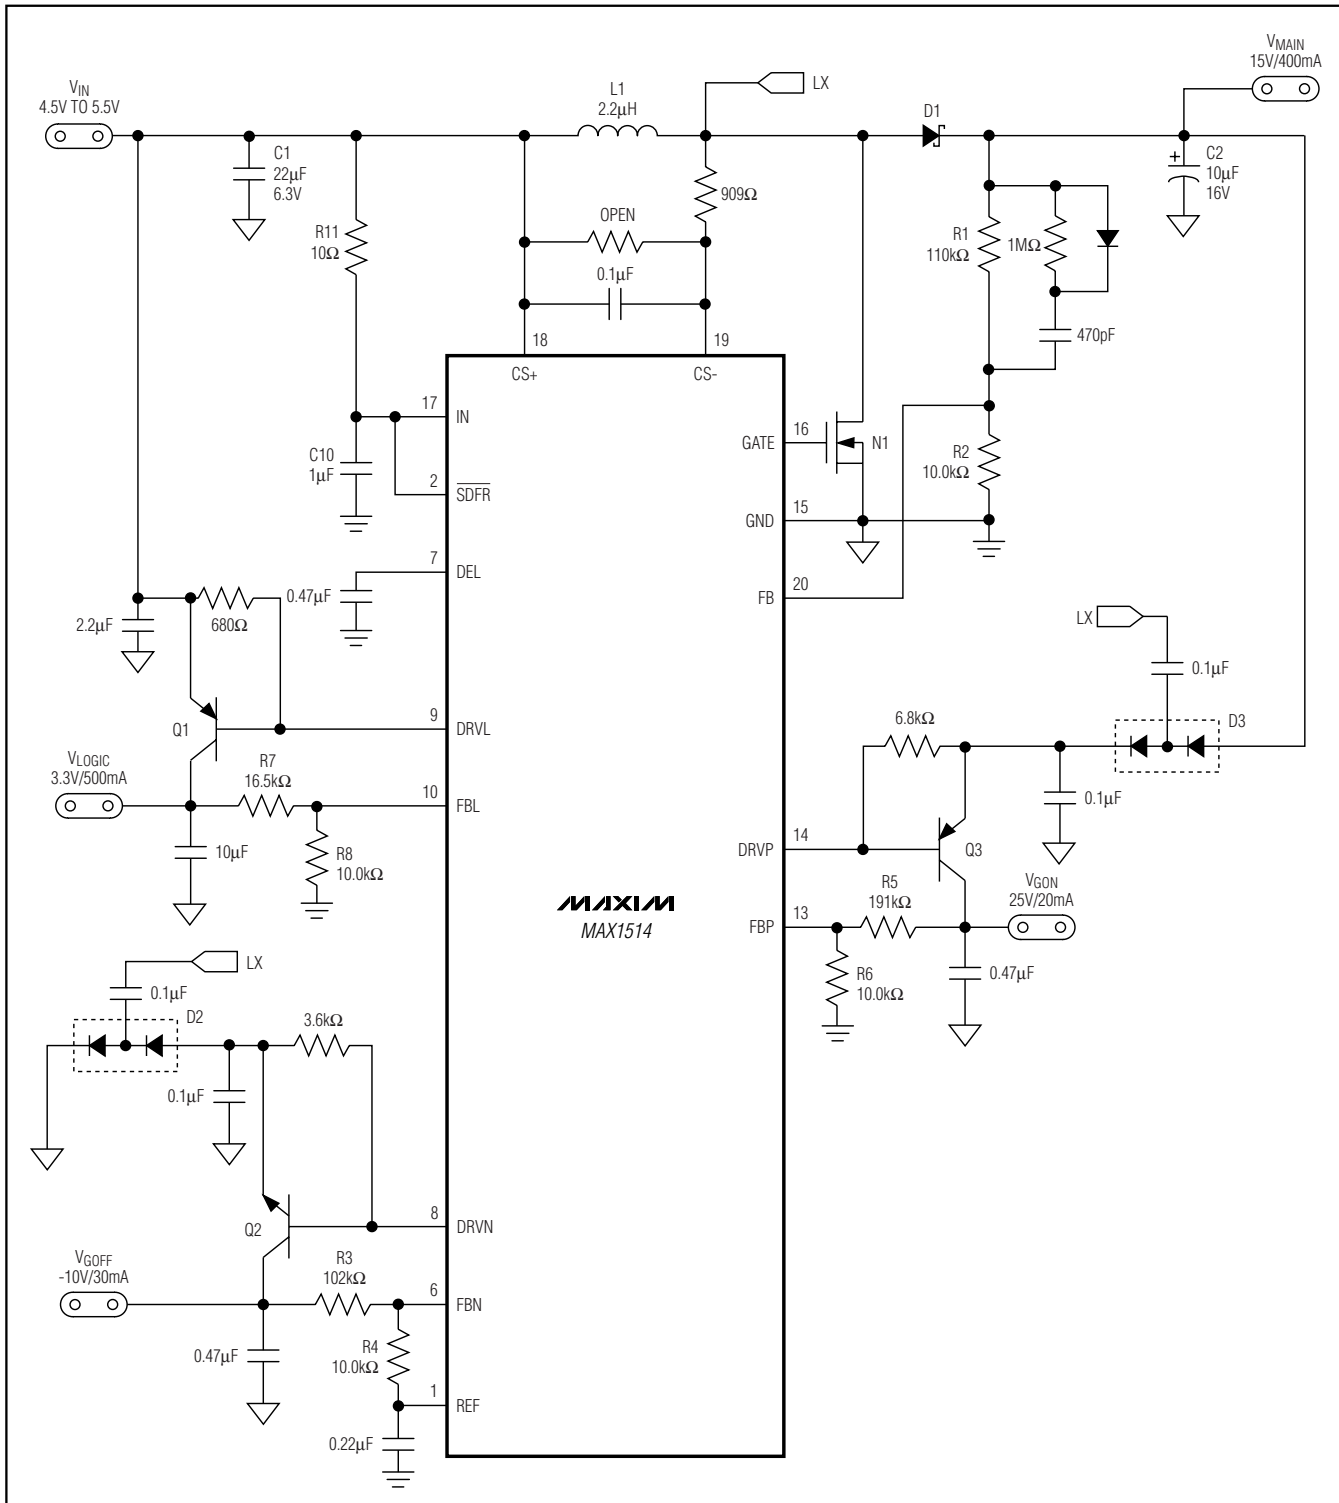 VIN
4.5V TO 5.5V
L1
2.2µH
LX
D1
VMAIN
15V/400mA
C1
22µF
6.3V
909Ω
+
C2
10µF
16V
R11
10Ω
OPEN
0.1µF
R1
110kΩ
1MΩ
470pF
18
19
CS+
CS-
17
IN
C10
1µF
2
SDFR
16
GATE
N1
R2
10.0kΩ
15
GND
7
DEL
0.47µF
20
FB
2.2µF
680Ω
LX
0.1µF
D3
Q1
9
DRVL
6.8kΩ
VLOGIC
3.3V/500mA
R7
16.5kΩ
10
FBL
0.1µF
10µF
R8
10.0kΩ
14
DRVP
Q3
MAXIM
MAX1514
R5
191kΩ
VGON
25V/20mA
13
FBP
R6
10.0kΩ
0.47µF
LX
0.1µF
D2
3.6kΩ
0.1µF
8
DRVN
Q2
VGOFF
-10V/30mA
R3
102kΩ
6
FBN
0.47µF
R4
10.0kΩ
1
REF
0.22µF